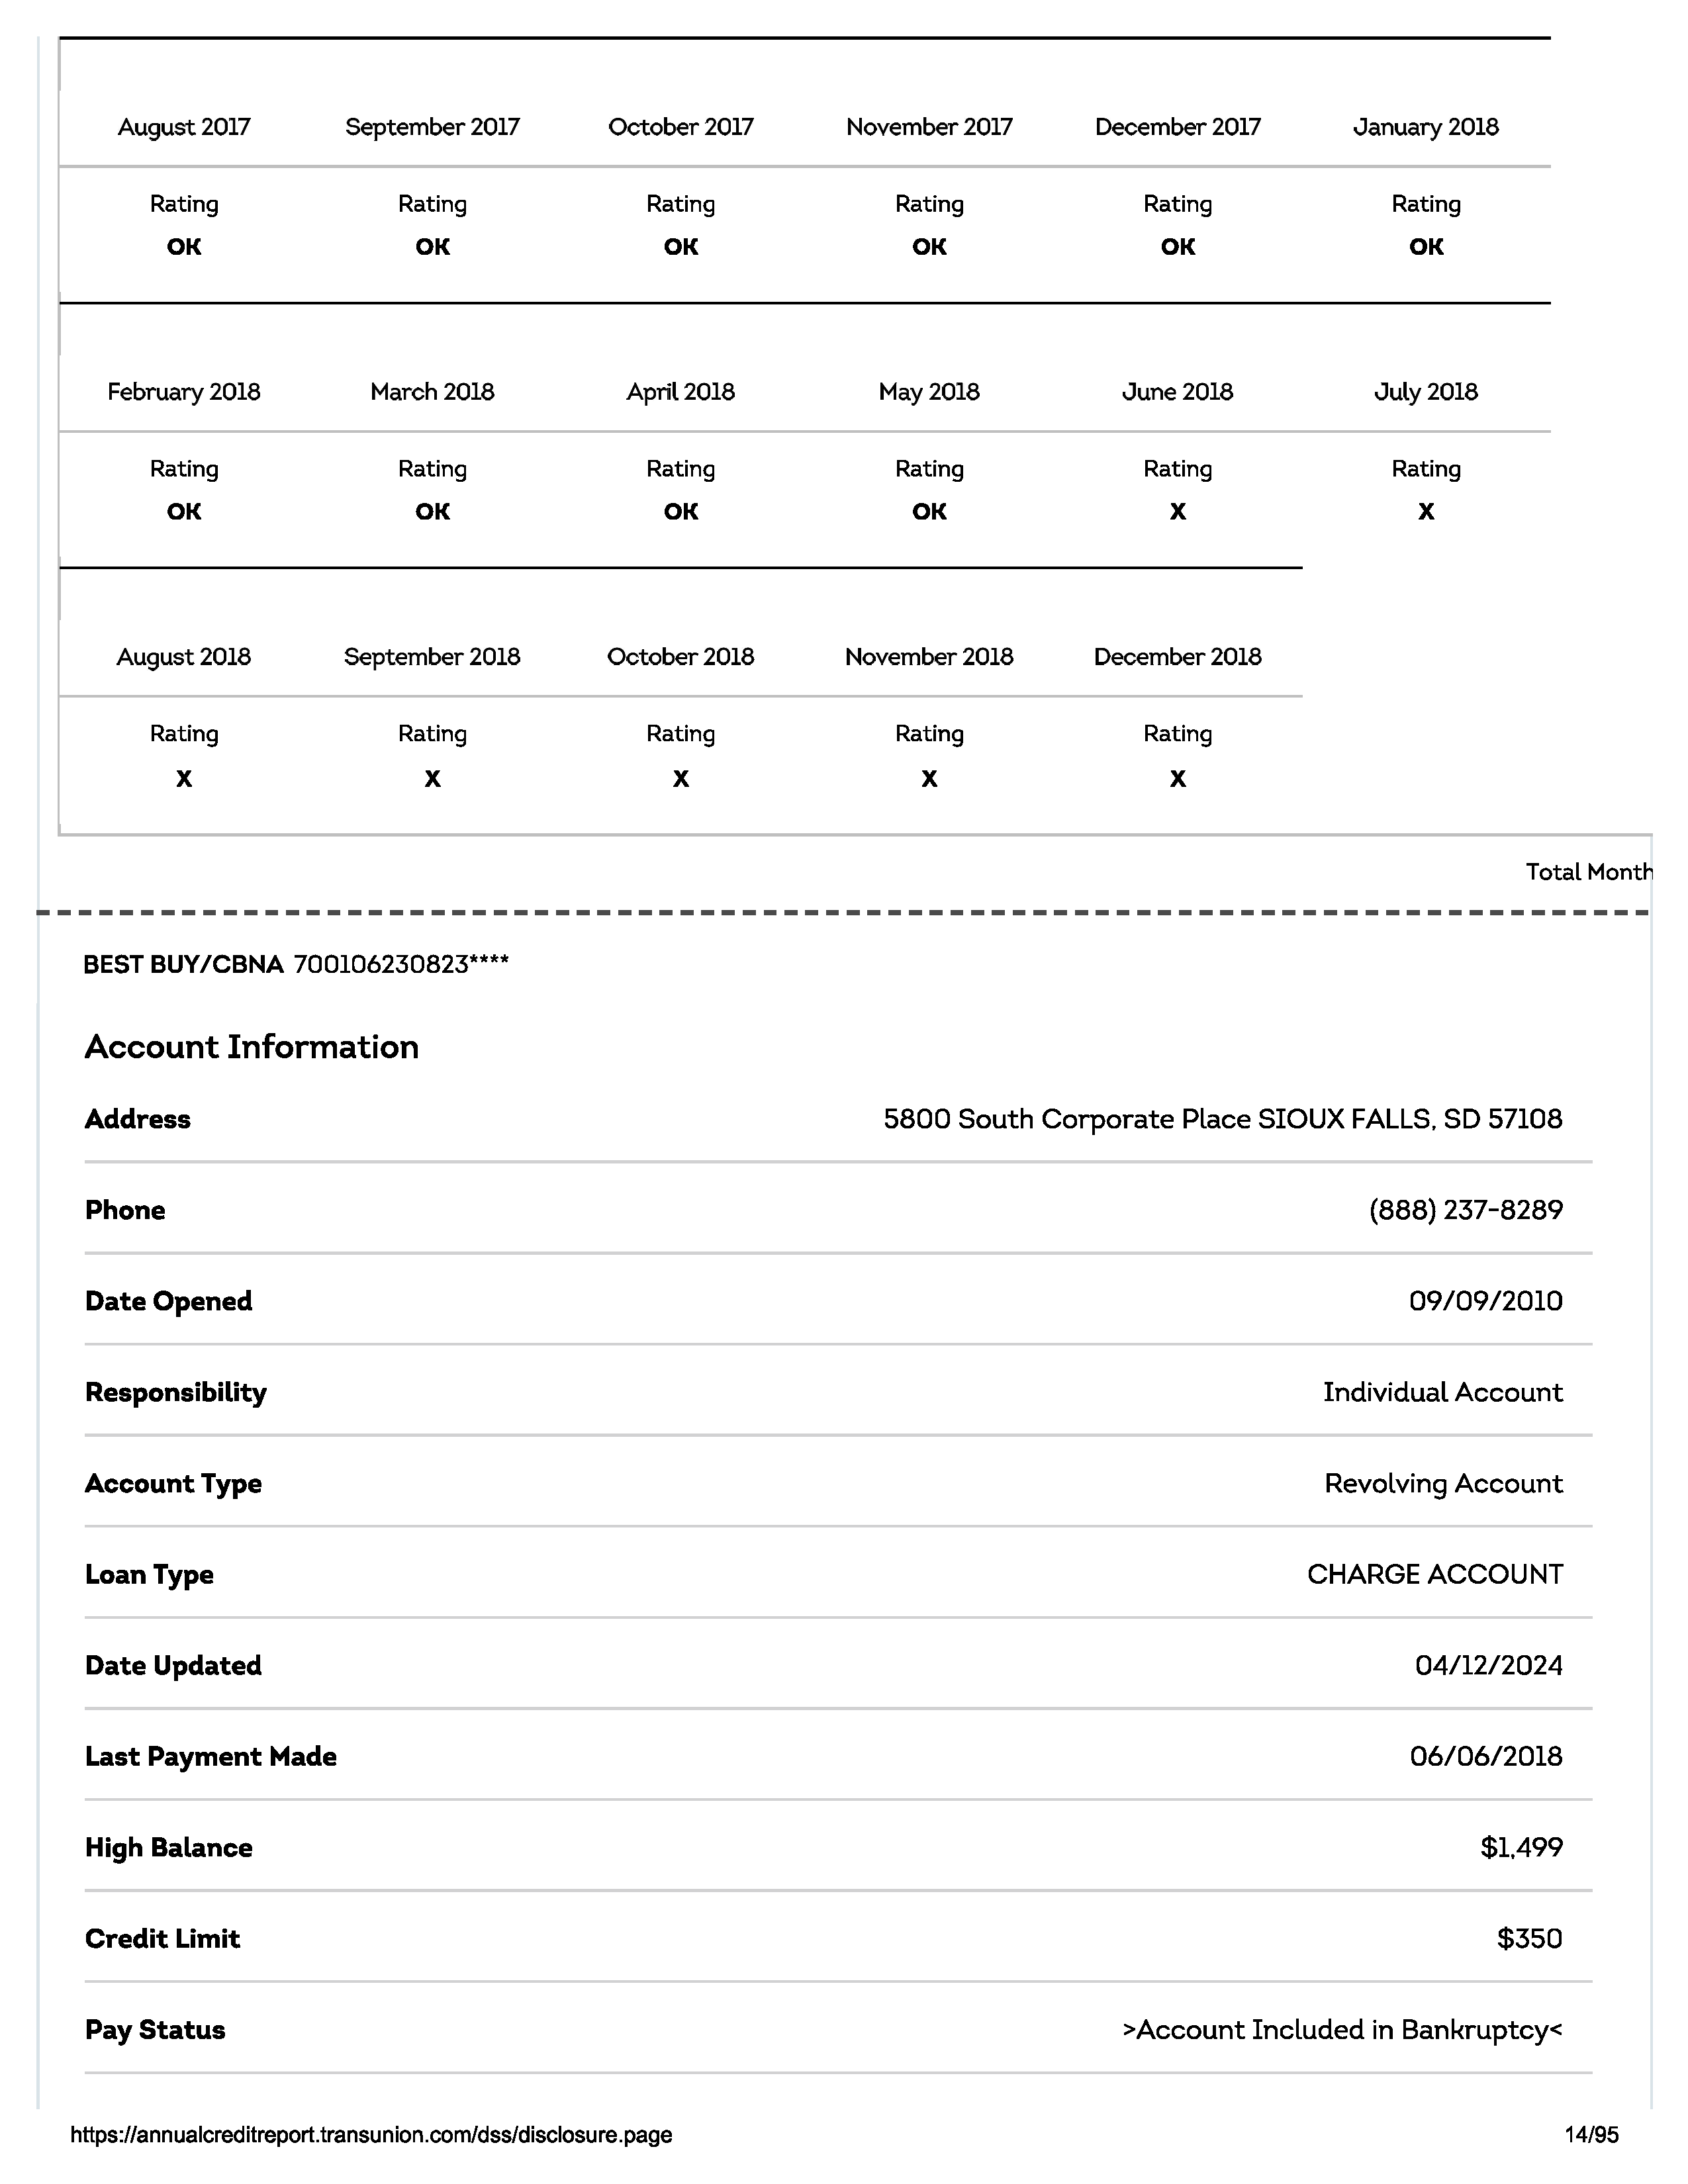 August 2017 September 2017 October 2017 November 2017 December 2017 January 2018
Rating Rating Rating Rating Rating Rating
OK OK OK OK OK OK
February 2018 March 2018 April 2018 May 2018 June 2018 July 2018
Rating Rating Rating Rating Rating Rating
OK OK OK OK X X
August 2018 September 2018 October 2018 November 2018 December 2018
Rating Rating Rating Rating Rating
X X X X X
Total Month
BEST BUY/CBNA 700106230823****
Account Information
Address 5800 South Corporate Place SIOUX FALLS, SD 57108
Phone (888) 237-8289
Date Opened 09/09/2010
Responsibility Individual Account
Account Type Revolving Account
Loan Type CHARGE ACCOUNT
Date Updated 04/12/2024
Last Payment Made 06/06/2018
High Balance $1,499
Credit Limit $350
Pay Status >Account Included in Bankruptcy<
https://annualcreditreport.transunion.com/dss/disclosure.page 14/95